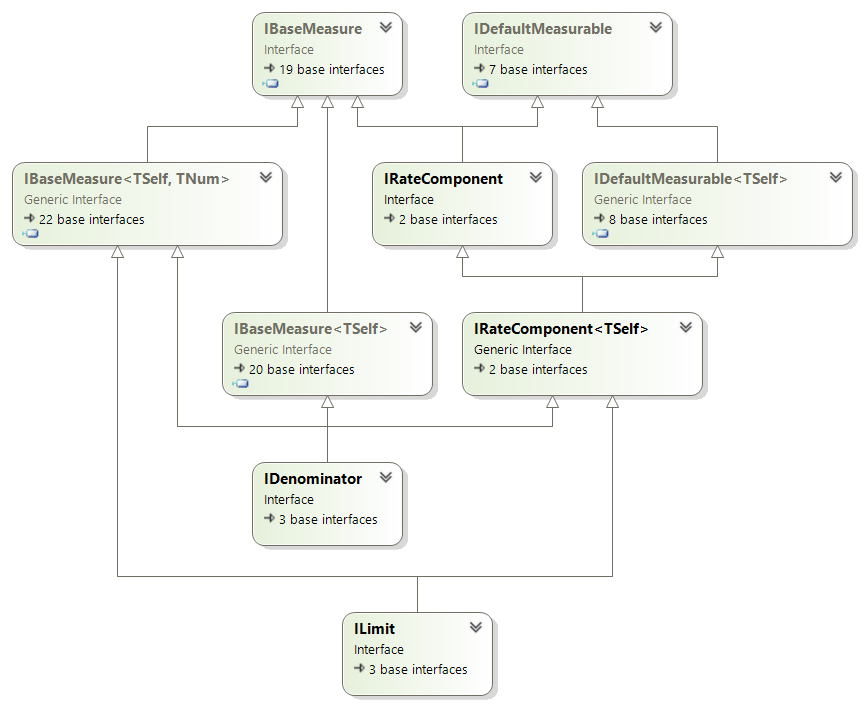 IBaseMeasure
Interface
19 base interfaces
IDefaultMeasurable
Interface
7 base interfaces
IBaseMeasure<TSelf, TNum>
Generic Interface
22 base interfaces
IRateComponent
Interface
2 base interfaces
IDefaultMeasurable<TSelf>
Generic Interface
8 base interfaces
IBaseMeasure<TSelf>
Generic Interface
20 base interfaces
IRateComponent<TSelf>
Generic Interface
2 base interfaces
IDenominator
Interface
3 base interfaces
ILimit
Interface
3 base interfaces